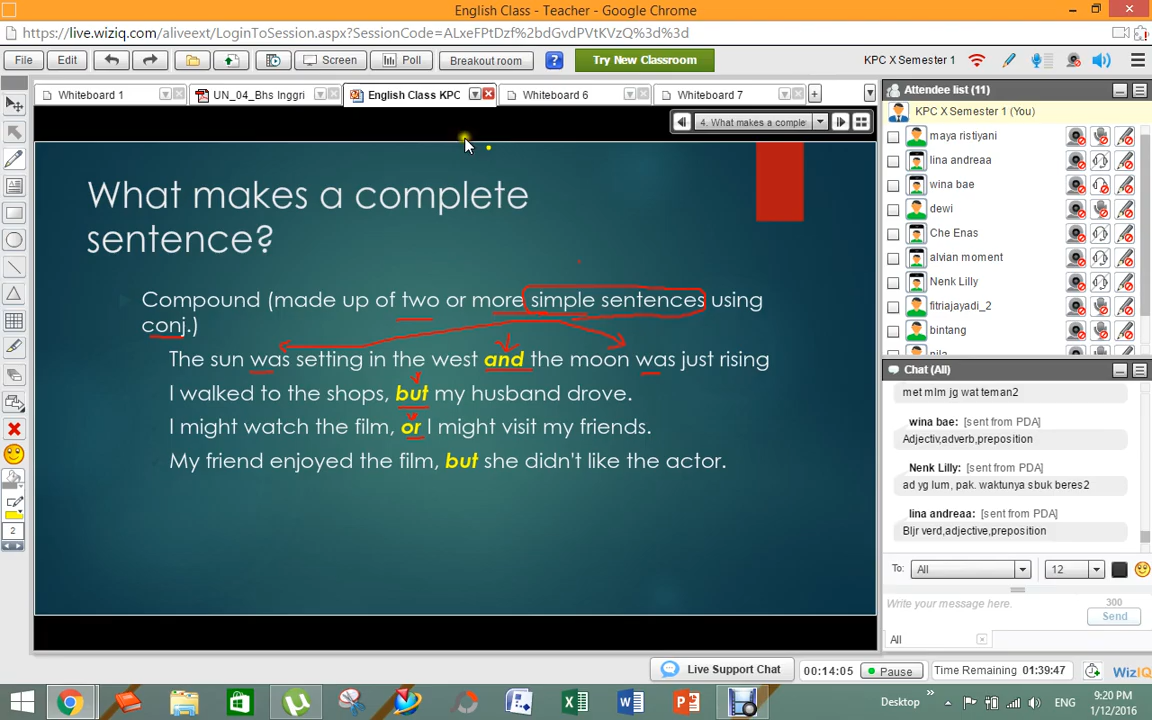 English Class - Teacher - Google Chrome
https://live.wiziq.com/aliveext/LoginToSession.aspx?SessionCode=ALxeFPtDzf%2bdGvdPVtKVzQ%3d%3d
File Edit Screen Poll Breakout room ? Try New Classroom KPC X Semester 1
Whiteboard 1 UN_04_Bhs Inggri English Class KPC Whiteboard 6 Whiteboard 7
4. What makes a comple
What makes a complete
sentence?
Compound (made up of two or more simple sentences using
conj.)
The sun was setting in the west and the moon was just rising
I walked to the shops, but my husband drove.
I might watch the film, or I might visit my friends.
My friend enjoyed the film, but she didn't like the actor.
2
Attendee list (11)
KPC X Semester 1 (You)
maya ristiyani
lina andreaa
wina bae
dewi
Che Enas
alvian moment
Nenk Lilly
fitriajayadi_2
bintang
Chat (All)
met mlm jg wat teman2
wina bae: [sent from PDA]
Adjectiv,adverb,preposition
Nenk Lilly: [sent from PDA]
ad yg lum, pak. waktunya sbuk beres2
lina andreaa: [sent from PDA]
Bljr verd,adjective,preposition
To: All 12
Write your message here. 300
Send
All
Live Support Chat 00:14:05 Pause Time Remaining 01:39:47 WizIQ
Desktop ENG 9:20 PM
1/12/2016